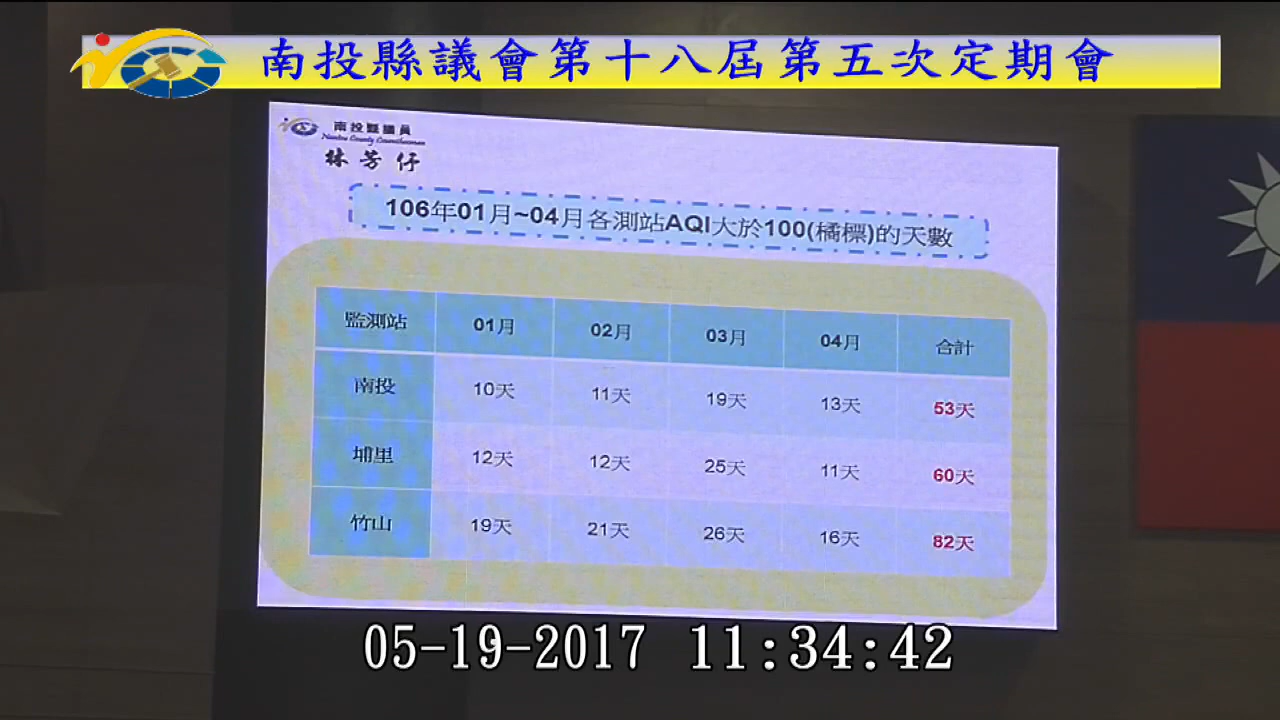 南投縣議會第十八屆第五次定期會
南投縣議員
Nantou County Councilwoman
林芳伃
106年01月~04月各測站AQI大於100(橘標)的天數
監測站 01月 02月 03月 04月 合計
南投 10天 11天 19天 13天 53天
埔里 12天 12天 25天 11天 60天
竹山 19天 21天 26天 16天 82天
05-19-2017 11:34:42